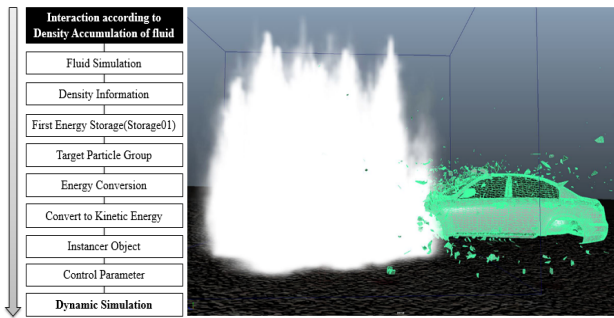 Interaction according to
Density Accumulation of fluid
Fluid Simulation
Density Information
First Energy Storage(Storage01)
Target Particle Group
Energy Conversion
Convert to Kinetic Energy
Instancer Object
Control Parameter
Dynamic Simulation